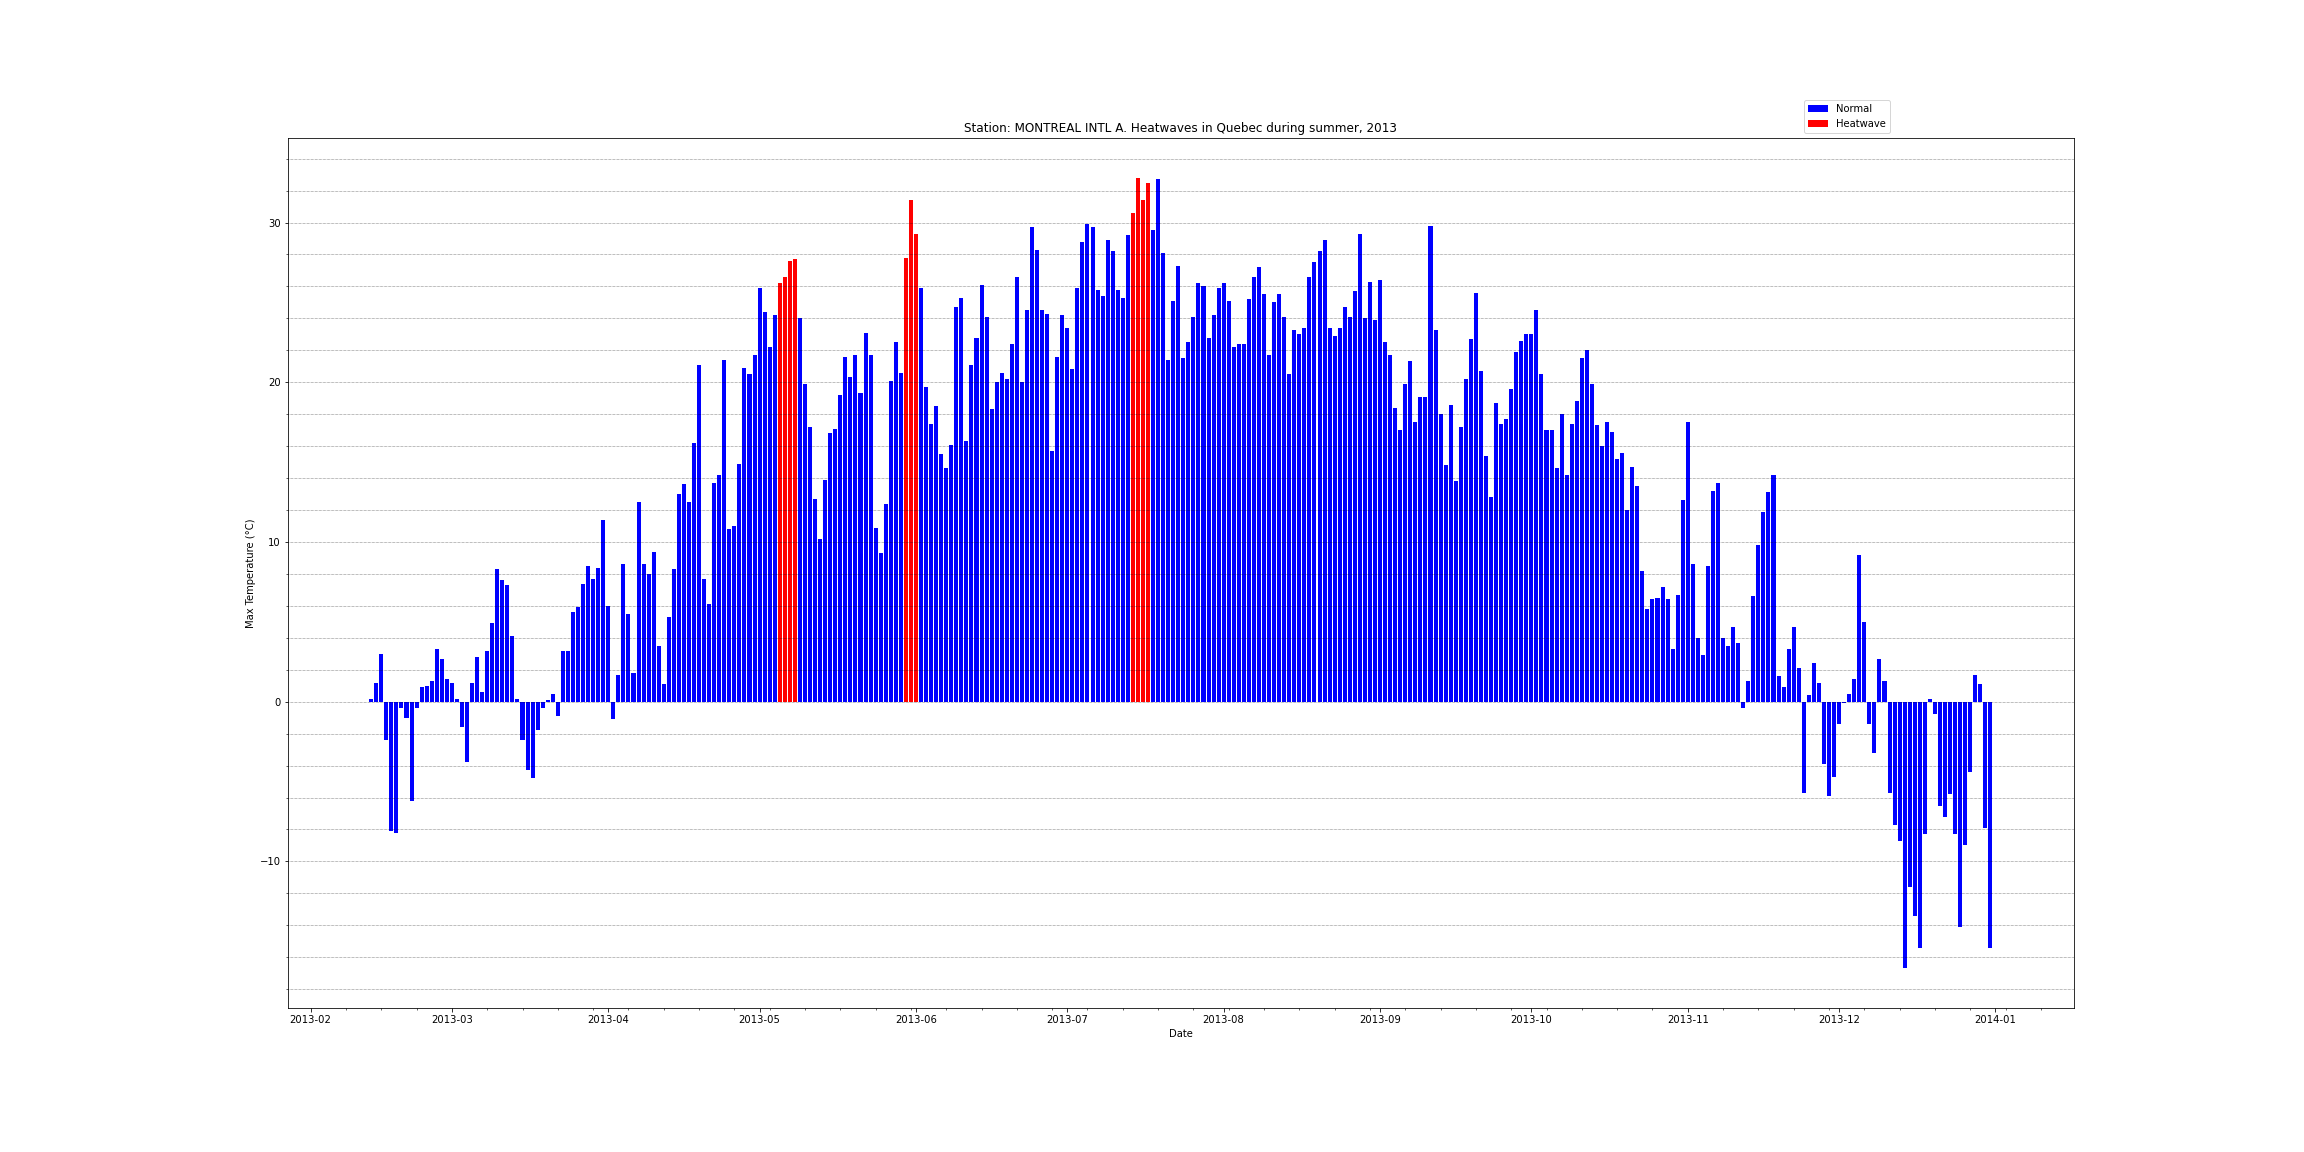 Normal
Heatwave
Station: MONTREAL INTL A. Heatwaves in Quebec during summer, 2013
Max Temperature (°C)
30
20
10
0
−10
2013-02 2013-03 2013-04 2013-05 2013-06 2013-07 2013-08 2013-09 2013-10 2013-11 2013-12 2014-01
Date